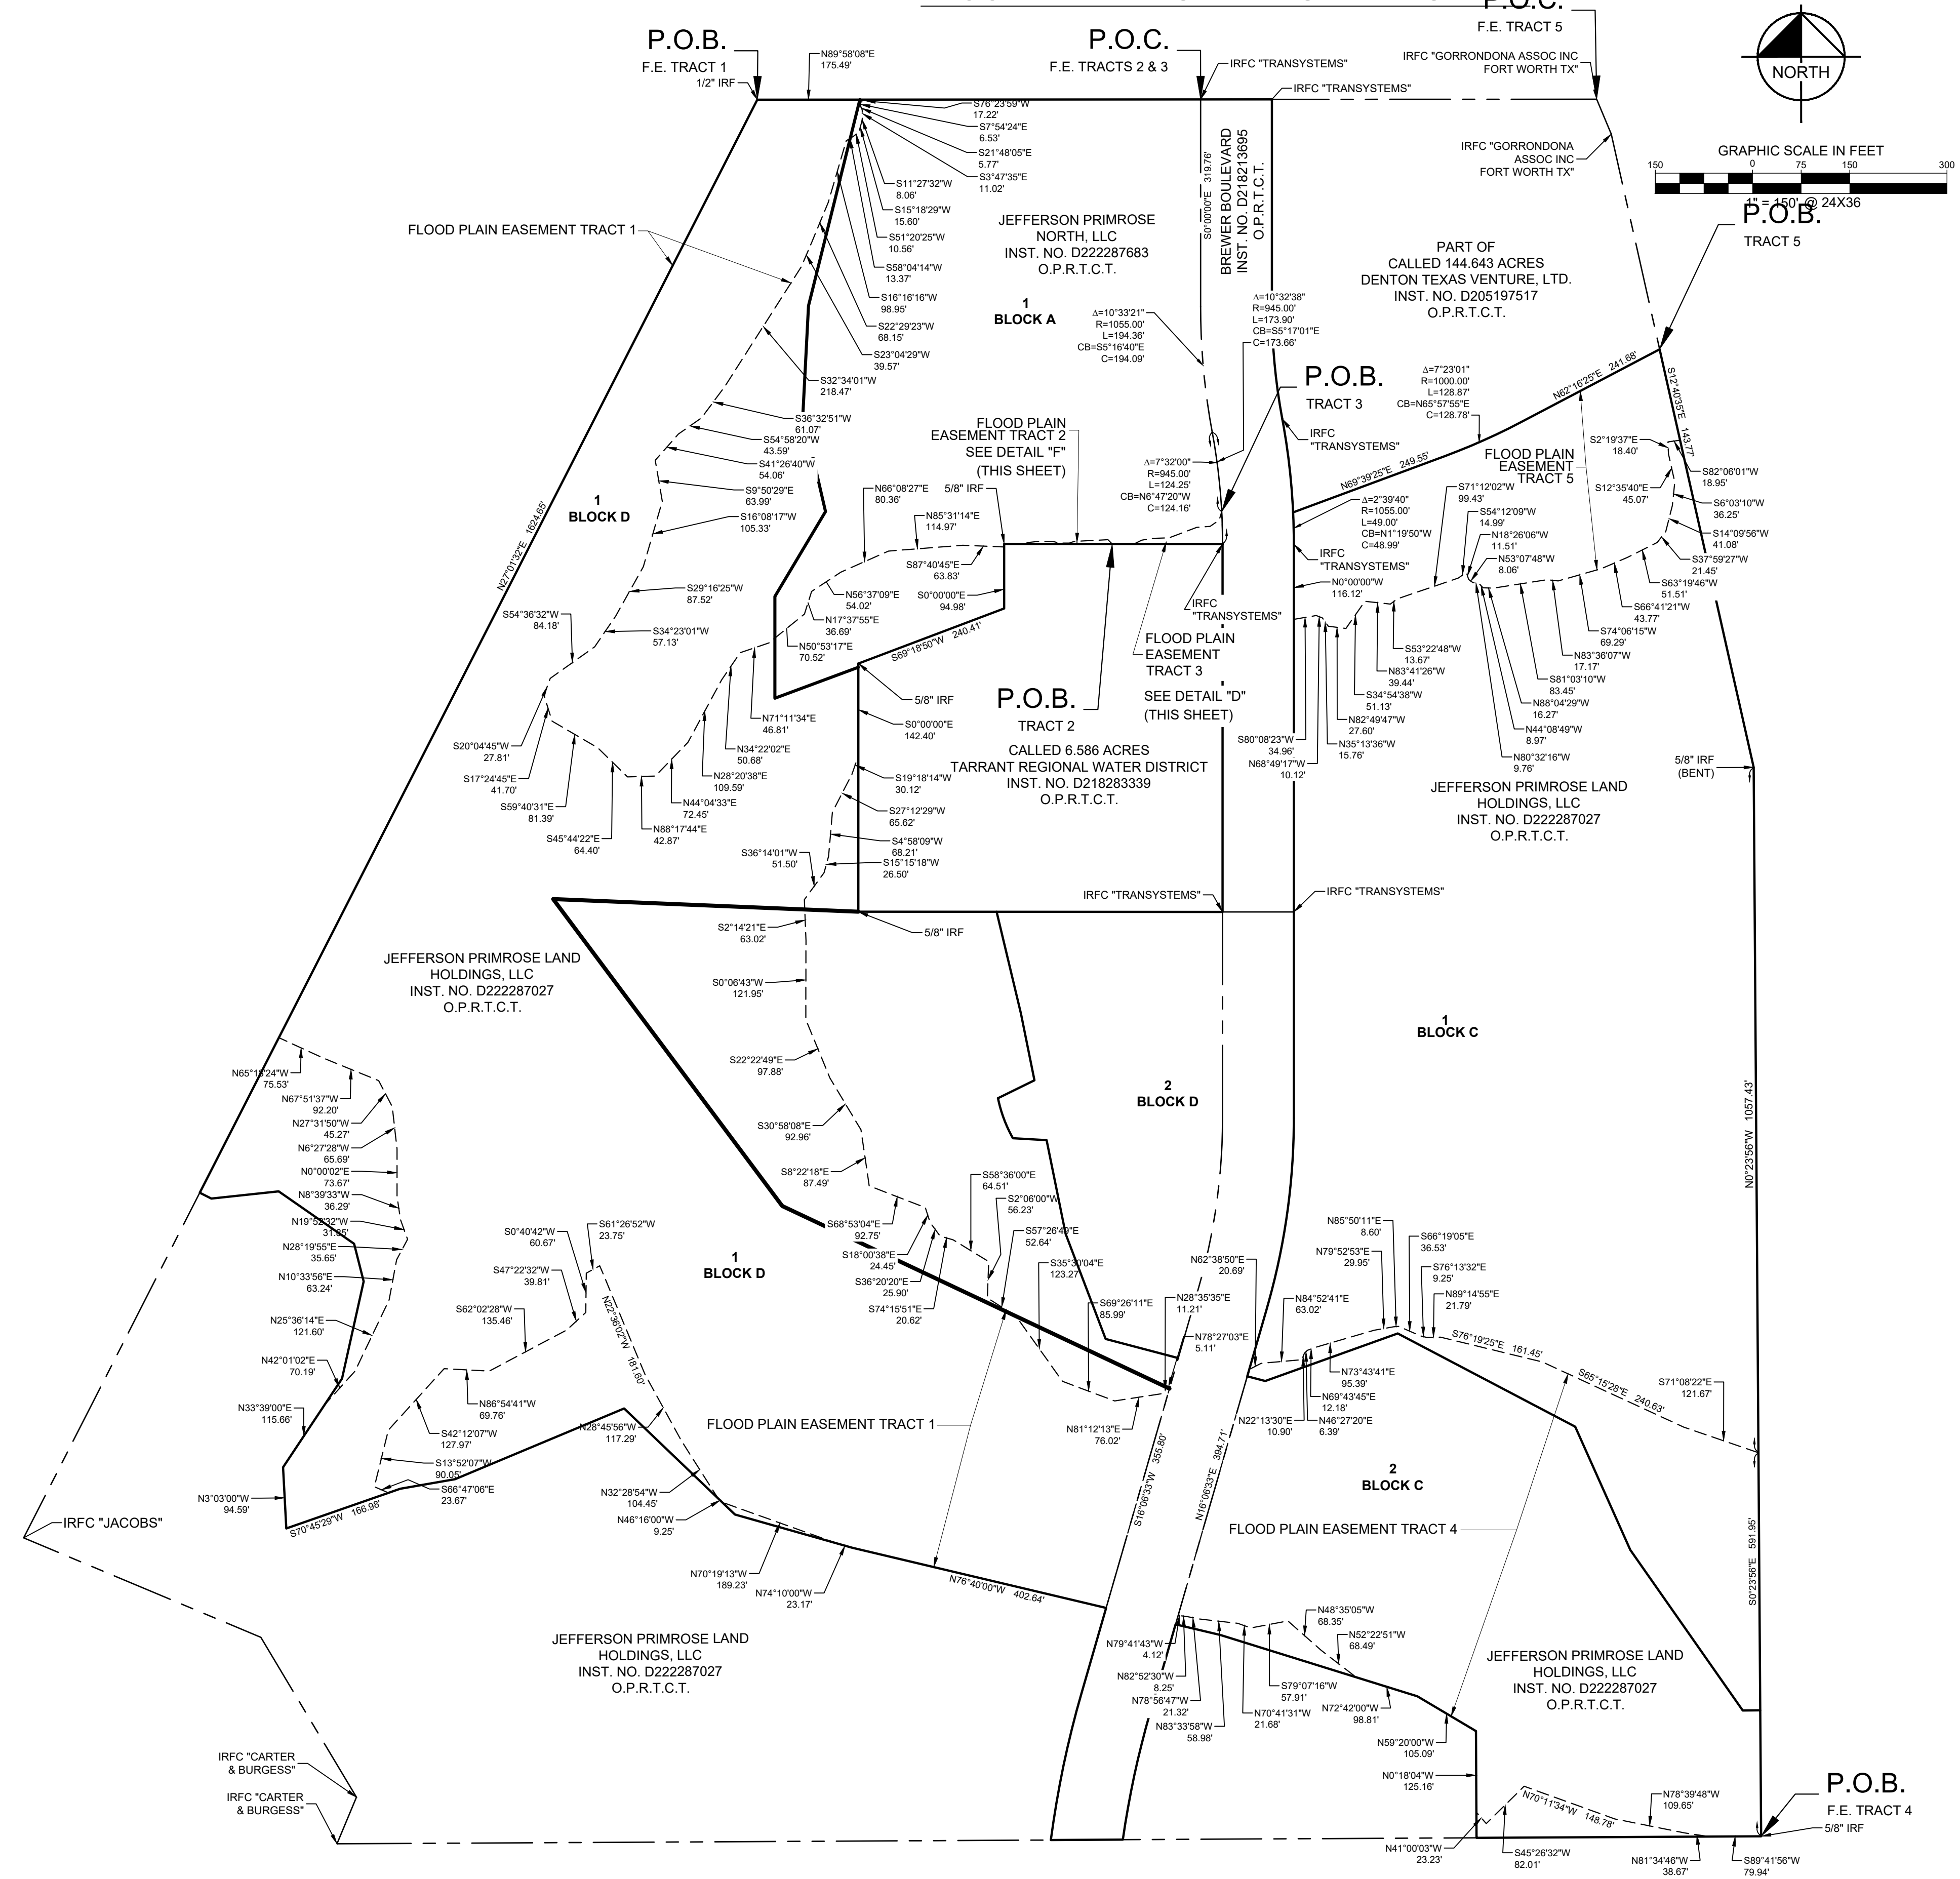 P.O.B.
F.E. TRACT 1
1/2" IRF
N89°58'08"E
175.49'
P.O.C.
F.E. TRACTS 2 & 3
IRFC "TRANSYSTEMS"
IRFC "TRANSYSTEMS"
P.O.C.
F.E. TRACT 5
IRFC "GORRONDONA ASSOC INC
FORT WORTH TX"
IRFC "GORRONDONA
ASSOC INC
FORT WORTH TX"
NORTH
GRAPHIC SCALE IN FEET
150 0 75 150 300
1" = 150' @ 24X36
P.O.B.
TRACT 5
S76°23'59"W
17.22'
S7°54'24"E
6.53'
S21°48'05"E
5.77'
S3°47'35"E
11.02'
S11°27'32"W
8.06'
S15°18'29"W
15.60'
S51°20'25"W
10.56'
S58°04'14"W
13.37'
S16°16'16"W
98.95'
S22°29'23"W
68.15'
S23°04'29"W
39.57'
S32°34'01"W
218.47'
S36°32'51"W
61.07'
S54°58'20"W
43.59'
S41°26'40"W
54.06'
S9°50'29"E
63.99'
S16°08'17"W
105.33'
S29°16'25"W
87.52'
S34°23'01"W
57.13'
S54°36'32"W
84.18'
FLOOD PLAIN EASEMENT TRACT 1
N27°01'32"E 1624.65'
1
BLOCK D
JEFFERSON PRIMROSE
NORTH, LLC
INST. NO. D222287683
O.P.R.T.C.T.
1
BLOCK A
S0°00'00"E 319.76'
BREWER BOULEVARD
INST. NO. D218213695
O.P.R.T.C.T.
Δ=10°33'21"
R=1055.00'
L=194.36'
CB=S5°16'40"E
C=194.09'
Δ=10°32'38"
R=945.00'
L=173.90'
CB=S5°17'01"E
C=173.66'
PART OF
CALLED 144.643 ACRES
DENTON TEXAS VENTURE, LTD.
INST. NO. D205197517
O.P.R.T.C.T.
P.O.B.
TRACT 3
IRFC
"TRANSYSTEMS"
Δ=7°23'01"
R=1000.00'
L=128.87'
CB=N65°57'55"E
C=128.78'
N62°16'25"E 241.68'
N69°39'25"E 249.55'
S12°40'35"E 143.77'
FLOOD PLAIN
EASEMENT TRACT 2
SEE DETAIL "F"
(THIS SHEET)
5/8" IRF
Δ=7°32'00"
R=945.00'
L=124.25'
CB=N6°47'20"W
C=124.16'
Δ=2°39'40"
R=1055.00'
L=49.00'
CB=N1°19'50"W
C=48.99'
IRFC
"TRANSYSTEMS"
N0°00'00"W
116.12'
FLOOD PLAIN
EASEMENT
TRACT 5
S2°19'37"E
18.40'
S12°35'40"E
45.07'
S82°06'01"W
18.95'
S6°03'10"W
36.25'
S14°09'56"W
41.08'
S37°59'27"W
21.45'
S63°19'46"W
51.51'
S66°41'21"W
43.77'
S74°06'15"W
69.29'
N83°36'07"W
17.17'
S81°03'10"W
83.45'
N88°04'29"W
16.27'
N44°08'49"W
8.97'
N80°32'16"W
9.76'
S71°12'02"W
99.43'
S54°12'09"W
14.99'
N18°26'06"W
11.51'
N53°07'48"W
8.06'
S53°22'48"W
13.67'
N83°41'26"W
39.44'
S34°54'38"W
51.13'
N82°49'47"W
27.60'
N35°13'36"W
15.76'
S80°08'23"W
34.96'
N68°49'17"W
10.12'
N66°08'27"E
80.36'
N85°31'14"E
114.97'
S87°40'45"E
63.83'
S0°00'00"E
94.98'
N56°37'09"E
54.02'
N17°37'55"E
36.69'
N50°53'17"E
70.52'
S69°18'50"W 240.41'
5/8" IRF
S0°00'00"E
142.40'
IRFC
"TRANSYSTEMS"
FLOOD PLAIN
EASEMENT
TRACT 3
SEE DETAIL "D"
(THIS SHEET)
P.O.B.
TRACT 2
CALLED 6.586 ACRES
TARRANT REGIONAL WATER DISTRICT
INST. NO. D218283339
O.P.R.T.C.T.
N71°11'34"E
46.81'
N34°22'02"E
50.68'
N28°20'38"E
109.59'
N44°04'33"E
72.45'
N88°17'44"E
42.87'
S45°44'22"E
64.40'
S59°40'31"E
81.39'
S17°24'45"E
41.70'
S20°04'45"W
27.81'
S19°18'14"W
30.12'
S27°12'29"W
65.62'
S4°58'09"W
68.21'
S15°15'18"W
26.50'
S36°14'01"W
51.50'
IRFC "TRANSYSTEMS"
IRFC "TRANSYSTEMS"
5/8" IRF
5/8" IRF
(BENT)
JEFFERSON PRIMROSE LAND
HOLDINGS, LLC
INST. NO. D222287027
O.P.R.T.C.T.
JEFFERSON PRIMROSE LAND
HOLDINGS, LLC
INST. NO. D222287027
O.P.R.T.C.T.
S2°14'21"E
63.02'
S0°06'43"W
121.95'
S22°22'49"E
97.88'
S30°58'08"E
92.96'
S8°22'18"E
87.49'
S68°53'04"E
92.75'
S18°00'38"E
24.45'
S36°20'20"E
25.90'
S74°15'51"E
20.62'
S58°36'00"E
64.51'
S2°06'00"W
56.23'
S57°26'49"E
52.64'
S35°30'04"E
123.27'
S69°26'11"E
85.99'
N28°35'35"E
11.21'
N78°27'03"E
5.11'
N81°12'13"E
76.02'
2
BLOCK D
1
BLOCK C
N0°23'56"W 1057.43'
N65°13'24"W
75.53'
N67°51'37"W
92.20'
N27°31'50"W
45.27'
N6°27'28"W
65.69'
N0°00'02"E
73.67'
N8°39'33"W
36.29'
N19°52'32"W
31.85'
N28°19'55"E
35.65'
N10°33'56"E
63.24'
N25°36'14"E
121.60'
N42°01'02"E
70.19'
N33°39'00"E
115.66'
N3°03'00"W
94.59'
S70°45'29"W 166.98'
S66°47'06"E
23.67'
S13°52'07"W
90.05'
S42°12'07"W
127.97'
N86°54'41"W
69.76'
S62°02'28"W
135.46'
S47°22'32"W
39.81'
S0°40'42"W
60.67'
S61°26'52"W
23.75'
N22°36'02"W 181.60'
N28°45'56"W
117.29'
N32°28'54"W
104.45'
N46°16'00"W
9.25'
N70°19'13"W
189.23'
N74°10'00"W
23.17'
N76°40'00"W 402.64'
1
BLOCK D
FLOOD PLAIN EASEMENT TRACT 1
S16°06'33"W 355.80'
N16°06'33"E 394.71'
N62°38'50"E
20.69'
N84°52'41"E
63.02'
N22°13'30"E
10.90'
N46°27'20"E
6.39'
N69°43'45"E
12.18'
N73°43'41"E
95.39'
N79°52'53"E
29.95'
N85°50'11"E
8.60'
S66°19'05"E
36.53'
S76°13'32"E
9.25'
N89°14'55"E
21.79'
S76°19'25"E 161.45'
S65°15'28"E 240.63'
S71°08'22"E
121.67'
S0°23'56"E 591.95'
2
BLOCK C
FLOOD PLAIN EASEMENT TRACT 4
IRFC "JACOBS"
JEFFERSON PRIMROSE LAND
HOLDINGS, LLC
INST. NO. D222287027
O.P.R.T.C.T.
JEFFERSON PRIMROSE LAND
HOLDINGS, LLC
INST. NO. D222287027
O.P.R.T.C.T.
N79°41'43"W
4.12'
N82°52'30"W
8.25'
N78°56'47"W
21.32'
N83°33'58"W
58.98'
N70°41'31"W
21.68'
S79°07'16"W
57.91'
N48°35'05"W
68.35'
N52°22'51"W
68.49'
N72°42'00"W
98.81'
N59°20'00"W
105.09'
N0°18'04"W
125.16'
N41°00'03"W
23.23'
S45°26'32"W
82.01'
N70°11'34"W 148.78'
N78°39'48"W
109.65'
N81°34'46"W
38.67'
S89°41'56"W
79.94'
P.O.B.
F.E. TRACT 4
5/8" IRF
IRFC "CARTER
& BURGESS"
IRFC "CARTER
& BURGESS"